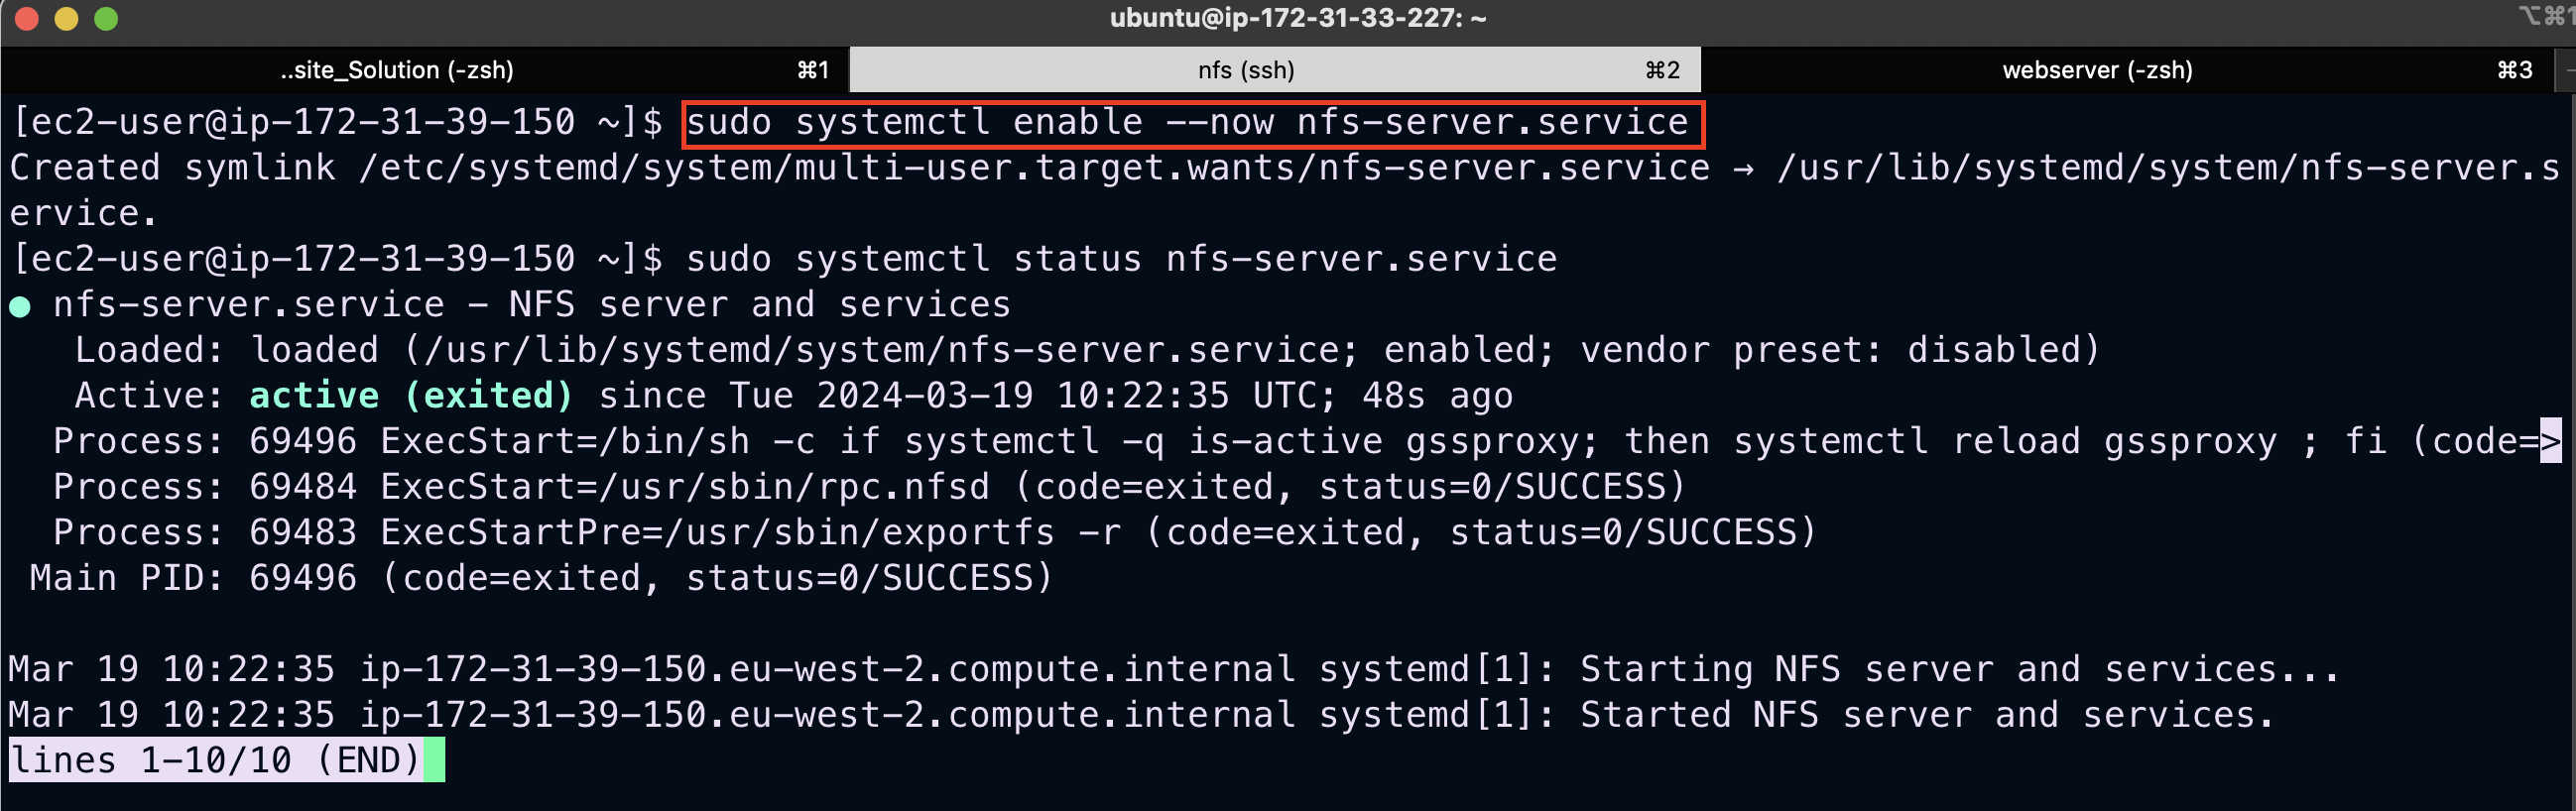 ubuntu@ip-172-31-33-227: ~
⌥⌘1
..site_Solution (-zsh) ⌘1 nfs (ssh) ⌘2 webserver (-zsh) ⌘3
[ec2-user@ip-172-31-39-150 ~]$ sudo systemctl enable --now nfs-server.service
Created symlink /etc/systemd/system/multi-user.target.wants/nfs-server.service → /usr/lib/systemd/system/nfs-server.s
ervice.
[ec2-user@ip-172-31-39-150 ~]$ sudo systemctl status nfs-server.service
● nfs-server.service - NFS server and services
   Loaded: loaded (/usr/lib/systemd/system/nfs-server.service; enabled; vendor preset: disabled)
   Active: active (exited) since Tue 2024-03-19 10:22:35 UTC; 48s ago
  Process: 69496 ExecStart=/bin/sh -c if systemctl -q is-active gssproxy; then systemctl reload gssproxy ; fi (code=>
  Process: 69484 ExecStart=/usr/sbin/rpc.nfsd (code=exited, status=0/SUCCESS)
  Process: 69483 ExecStartPre=/usr/sbin/exportfs -r (code=exited, status=0/SUCCESS)
 Main PID: 69496 (code=exited, status=0/SUCCESS)
Mar 19 10:22:35 ip-172-31-39-150.eu-west-2.compute.internal systemd[1]: Starting NFS server and services...
Mar 19 10:22:35 ip-172-31-39-150.eu-west-2.compute.internal systemd[1]: Started NFS server and services.
lines 1-10/10 (END)